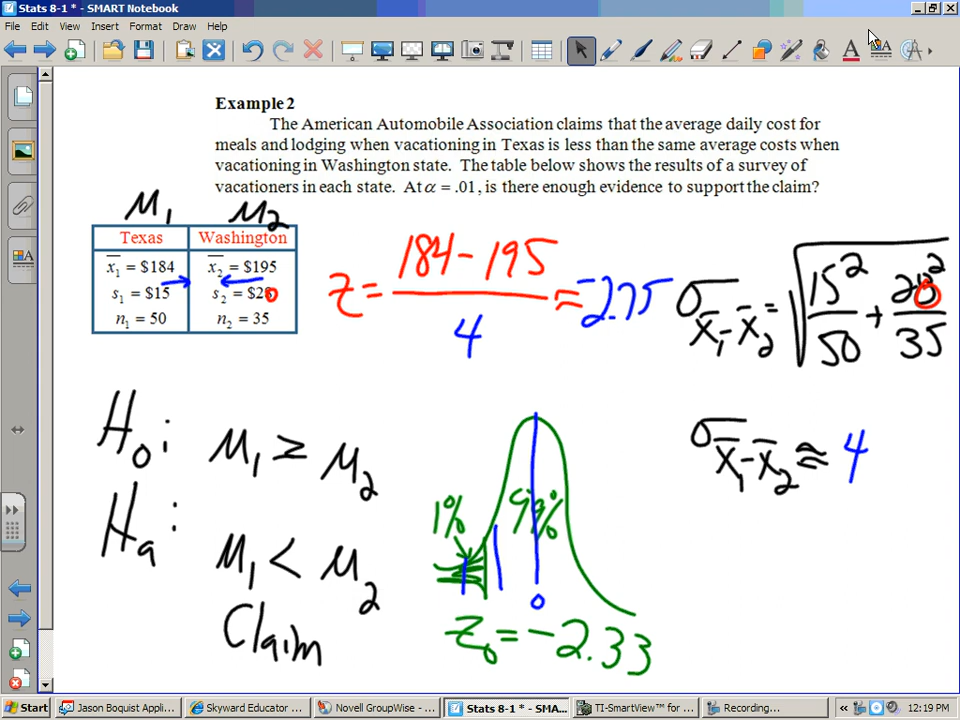 Stats 8-1 * - SMART Notebook
File Edit View Insert Format Draw Tools Help
Example 2
The American Automobile Association claims that the average daily cost for
meals and lodging when vacationing in Texas is less than the same average costs when
vacationing in Washington state. The table below shows the results of a survey of
vacationers in each state. At α = .01, is there enough evidence to support the claim?
μ₁ μ₂
Texas Washington
x̄₁ = $184 x̄₂ = $195
s₁ = $15 s₂ = $20
n₁ = 50 n₂ = 35
z = (184 - 195) / 4 ≈ -2.75
σx̄₁-x̄₂ = √(15²/50 + 20²/35)
σx̄₁-x̄₂ ≈ 4
H₀: μ₁ ≥ μ₂
Hₐ: μ₁ < μ₂
Claim
1% 99%
0
z₀ = -2.33
Start Jason Boquist Appli... Skyward Educator ... Novell GroupWise - ... Stats 8-1 * - SMA... TI-SmartView™ for ... Recording... 12:19 PM